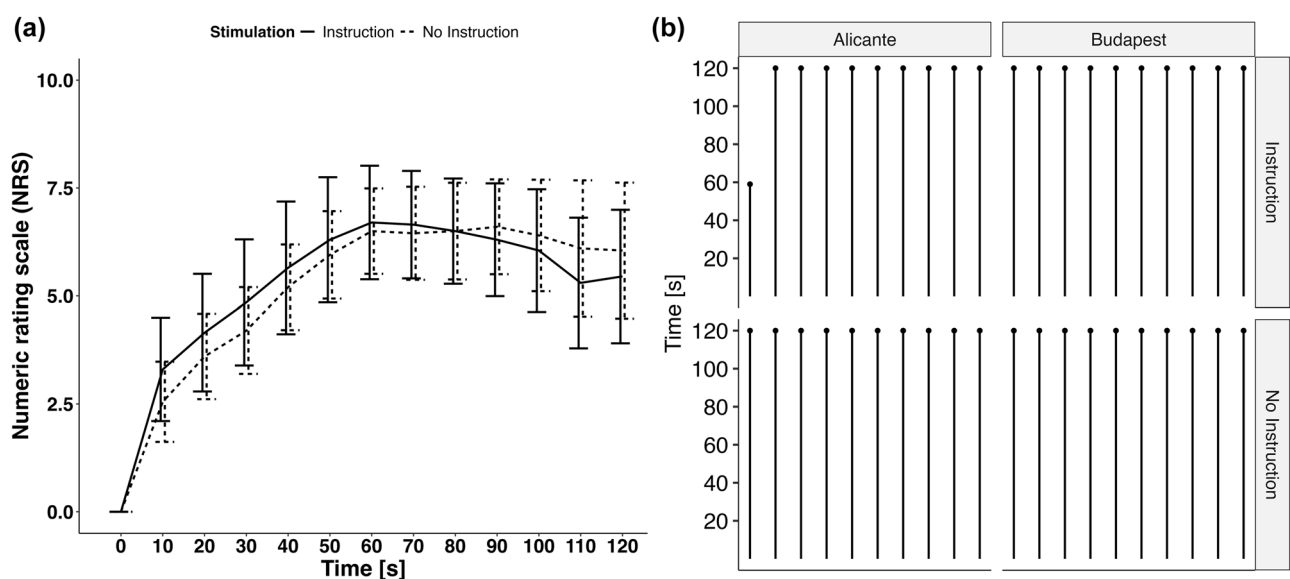 (a)
Stimulation Instruction No Instruction
Numeric rating scale (NRS)
10.0
7.5
5.0
2.5
0.0
0 10 20 30 40 50 60 70 80 90 100 110 120
Time [s]
(b)
Alicante Budapest
Time [s]
120
100
80
60
40
20
Instruction
120
100
80
60
40
20
No Instruction